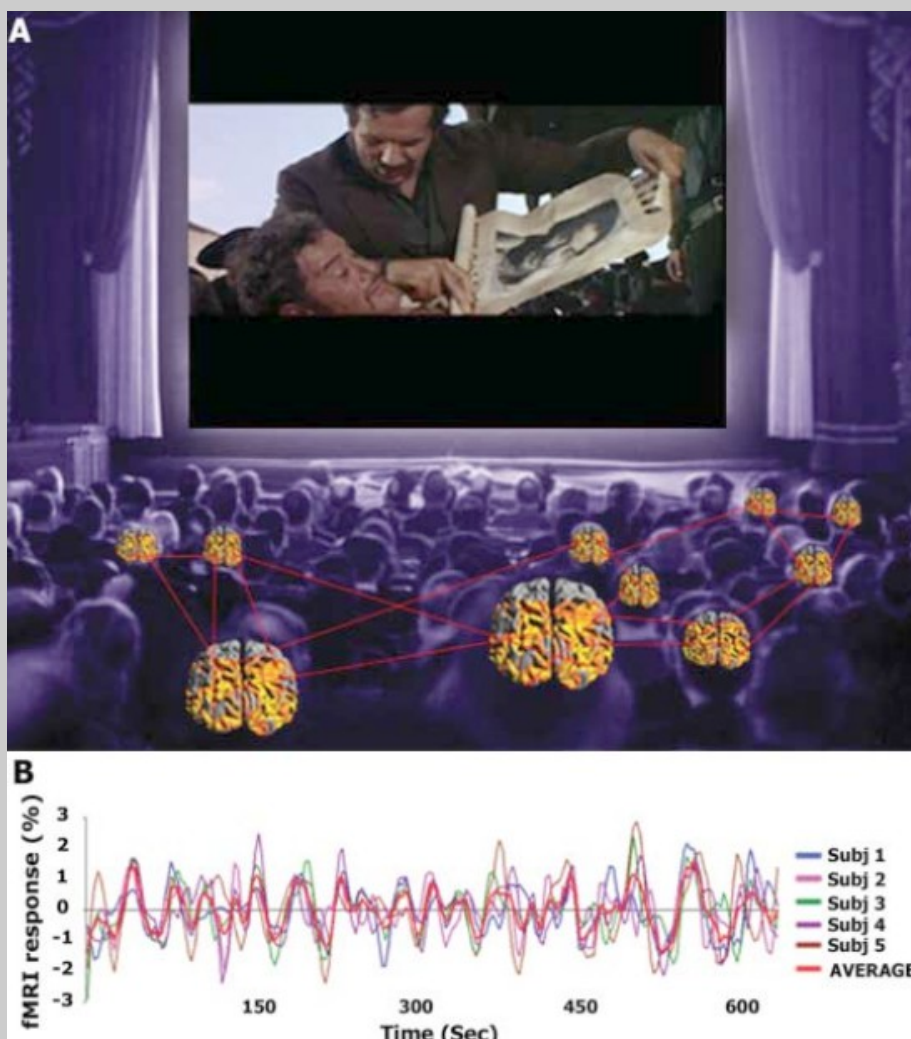 A
B
fMRI response (%)
3
2
1
0
-1
-2
-3
150
300
450
600
Time (Sec)
Subj 1
Subj 2
Subj 3
Subj 4
Subj 5
AVERAGE